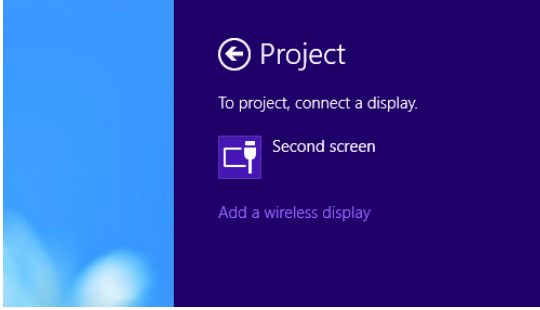 Project
To project, connect a display.
Second screen
Add a wireless display